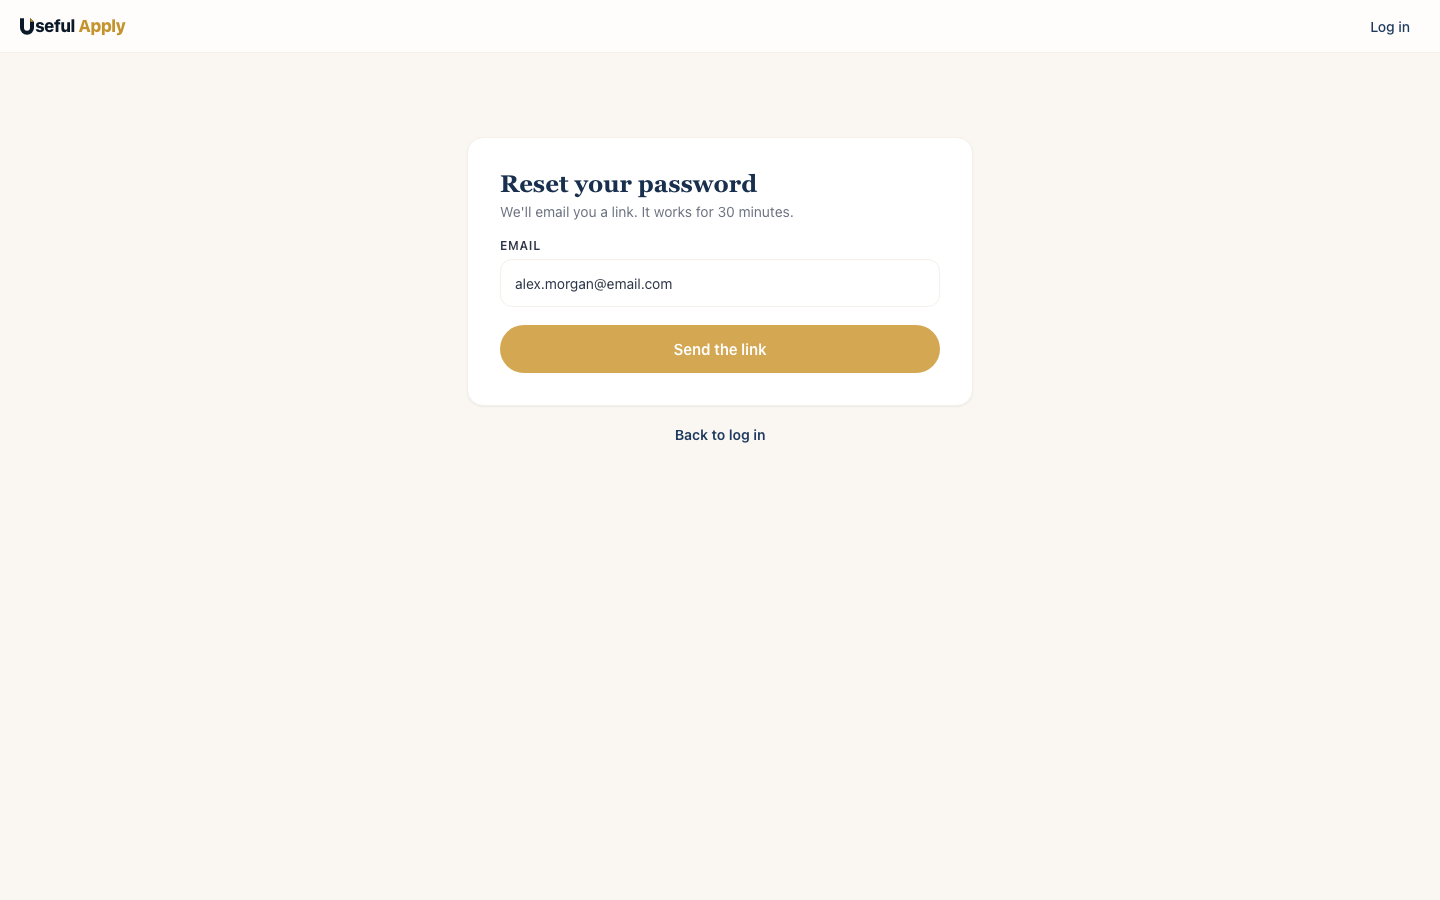 Useful Apply
Log in
Reset your password
We'll email you a link. It works for 30 minutes.
EMAIL
alex.morgan@email.com
Send the link
Back to log in